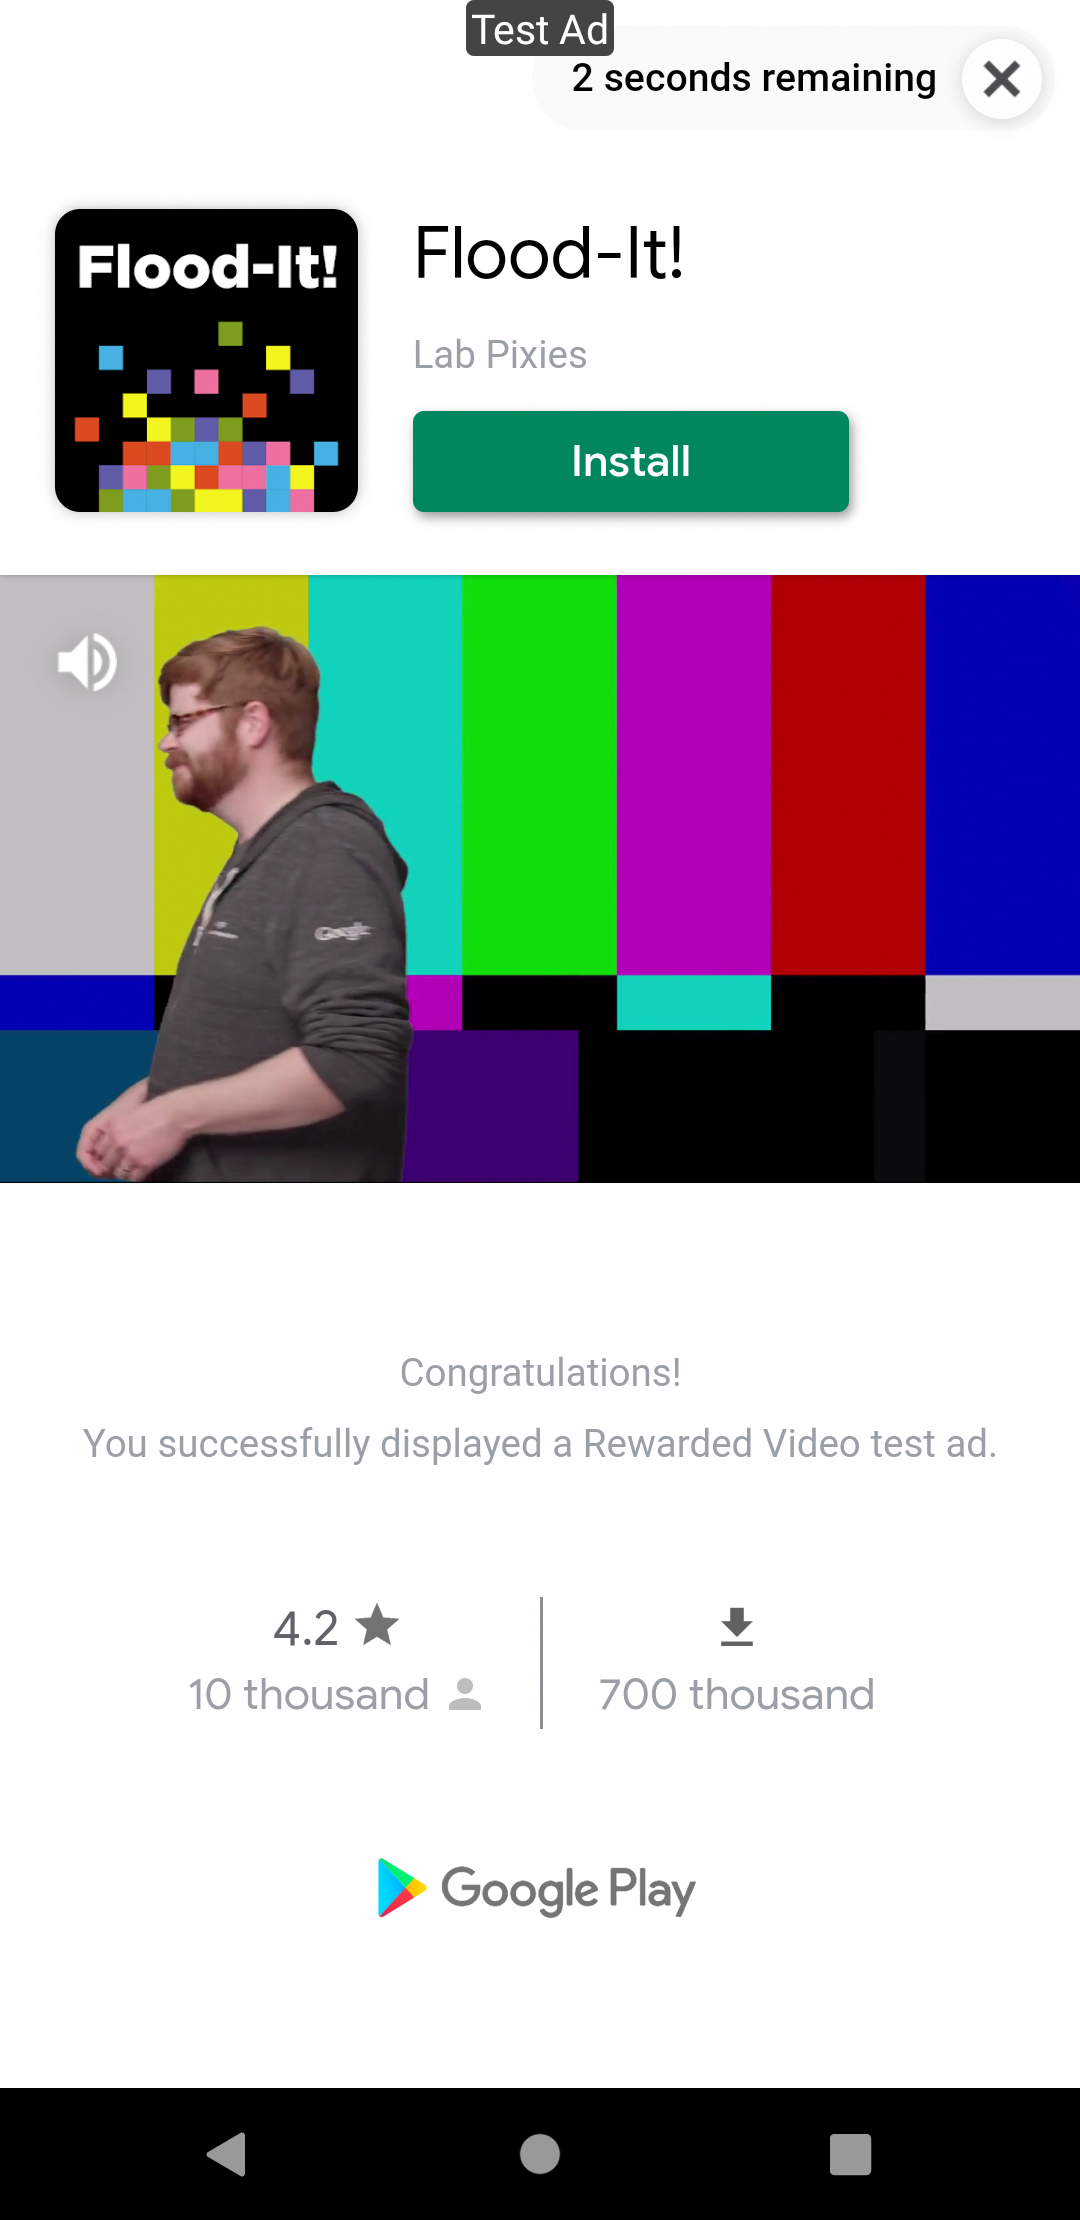 Test Ad
2 seconds remaining
Flood-It!
Flood-It!
Lab Pixies
Install
Google
Congratulations!
You successfully displayed a Rewarded Video test ad.
4.2
10 thousand
700 thousand
Google Play